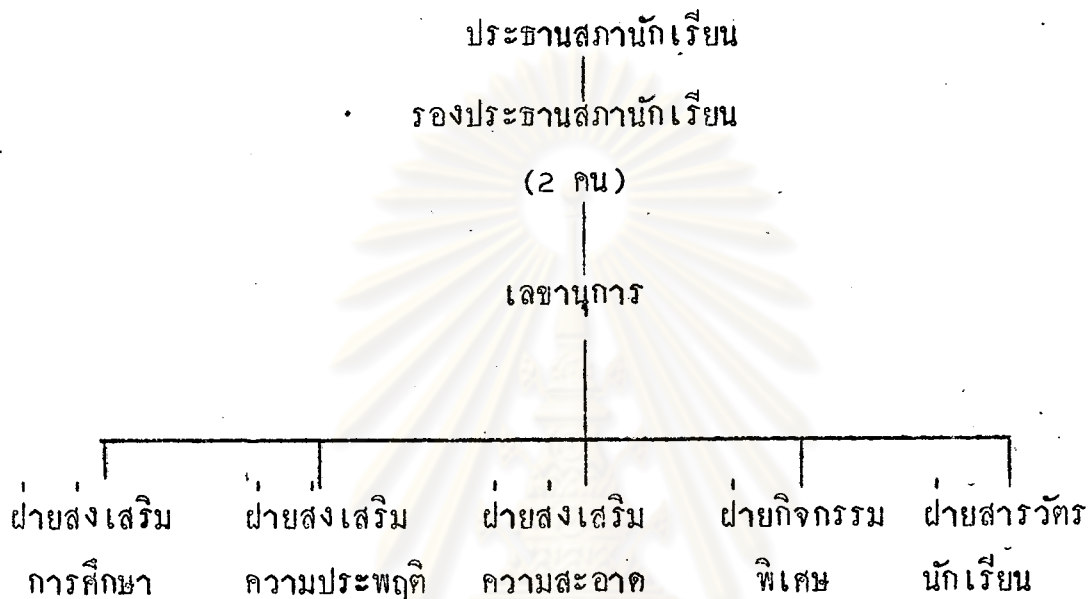 ประธานสภานักเรียน
รองประธานสภานักเรียน
(2 คน)
เลขานุการ
ฝ่ายส่งเสริม ฝ่ายส่งเสริม ฝ่ายส่งเสริม ฝ่ายกิจกรรม ฝ่ายสารวัตร
การศึกษา ความประพฤติ ความสะอาด พิเศษ นักเรียน